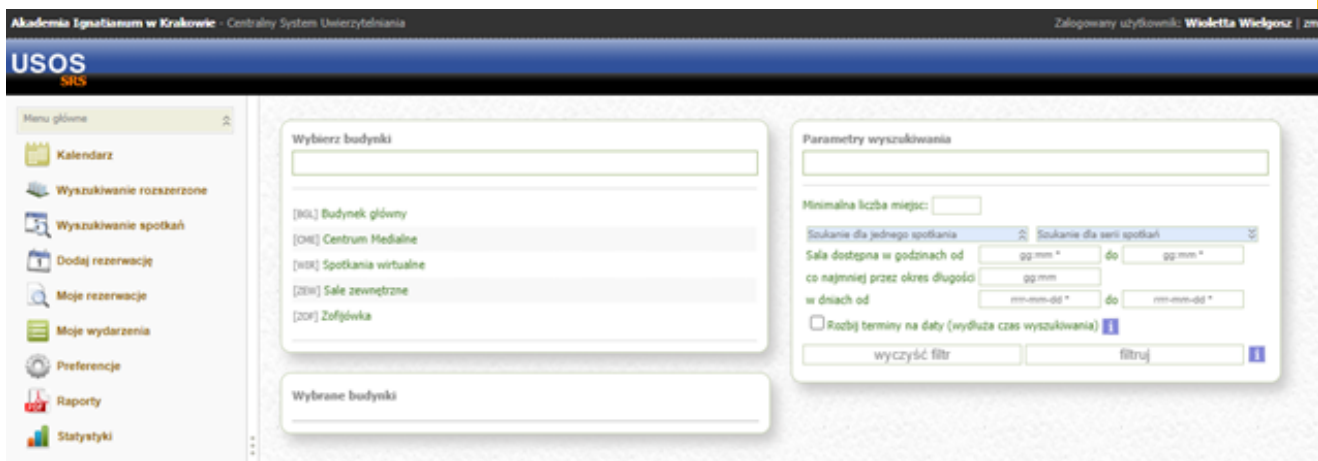 Akademia Ignatianum w Krakowie - Centralny System Uwierzytelniania
Zalogowany użytkownik: Wioletta Wielgosz | zm
USOS
SRS
Menu główne
Kalendarz
Wyszukiwanie rozszerzone
Wyszukiwanie spotkań
Dodaj rezerwację
Moje rezerwacje
Moje wydarzenia
Preferencje
Raporty
Statystyki
Wybierz budynki
[BGŁ] Budynek główny
[CME] Centrum Medialne
[WIR] Spotkania wirtualne
[ZEW] Sale zewnętrzne
[ZOF] Zofijówka
Wybrane budynki
Parametry wyszukiwania
Minimalna liczba miejsc:
Szukanie dla jednego spotkania Szukanie dla serii spotkań
Sala dostępna w godzinach od gg:mm * do gg:mm *
co najmniej przez okres długości gg:mm
w dniach od rrrr-mm-dd * do rrrr-mm-dd *
Rozbij terminy na daty (wydłuża czas wyszukiwania) i
wyczyść filtr filtruj i